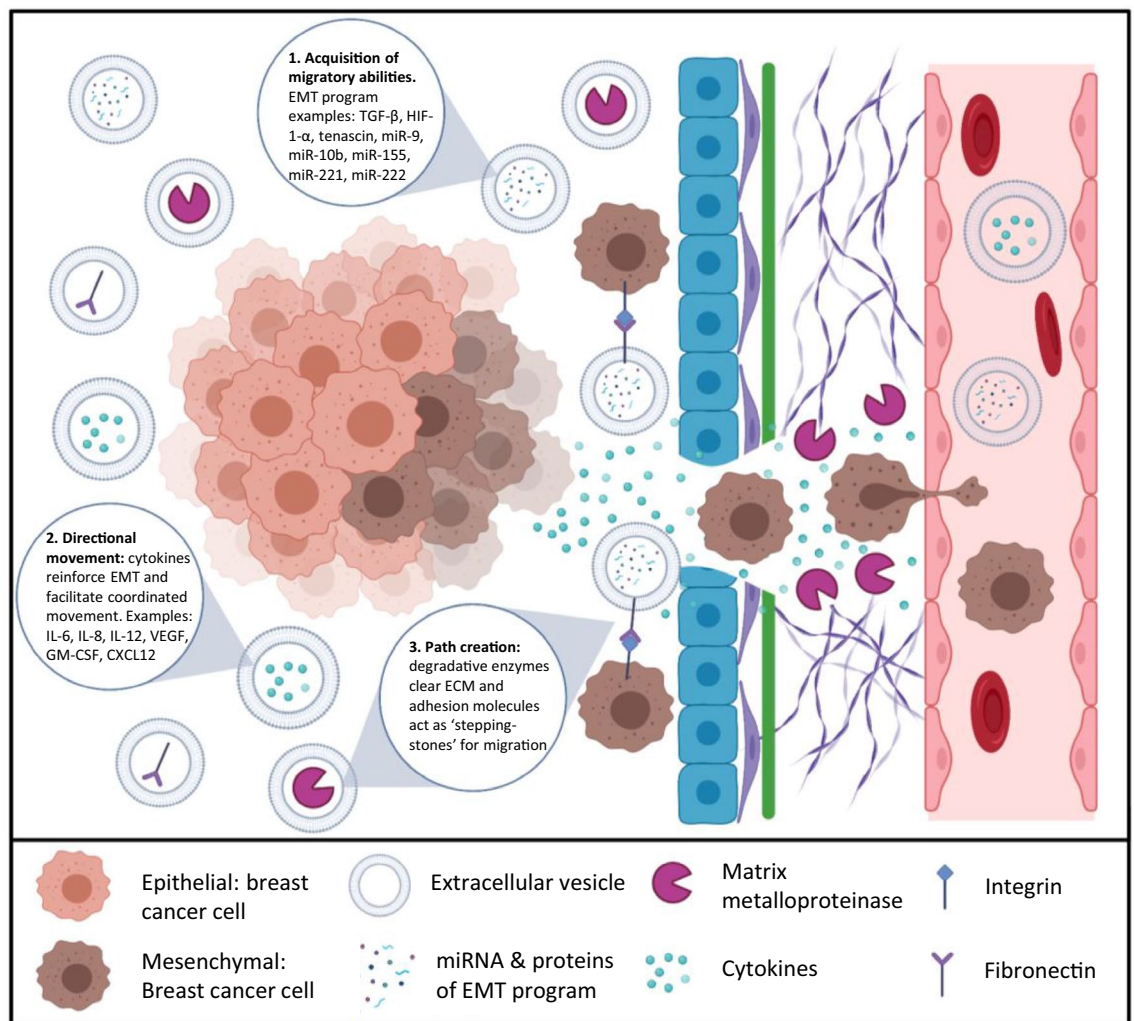 1. Acquisition of
migratory abilities.
EMT program
examples: TGF-β, HIF-
1-α, tenascin, miR-9,
miR-10b, miR-155,
miR-221, miR-222
2. Directional
movement: cytokines
reinforce EMT and
facilitate coordinated
movement. Examples:
IL-6, IL-8, IL-12, VEGF,
GM-CSF, CXCL12
3. Path creation:
degradative enzymes
clear ECM and
adhesion molecules
act as ‘stepping-
stones’ for migration
Epithelial: breast
cancer cell
Extracellular vesicle
Matrix
metalloproteinase
Integrin
Mesenchymal:
Breast cancer cell
miRNA & proteins
of EMT program
Cytokines
Fibronectin